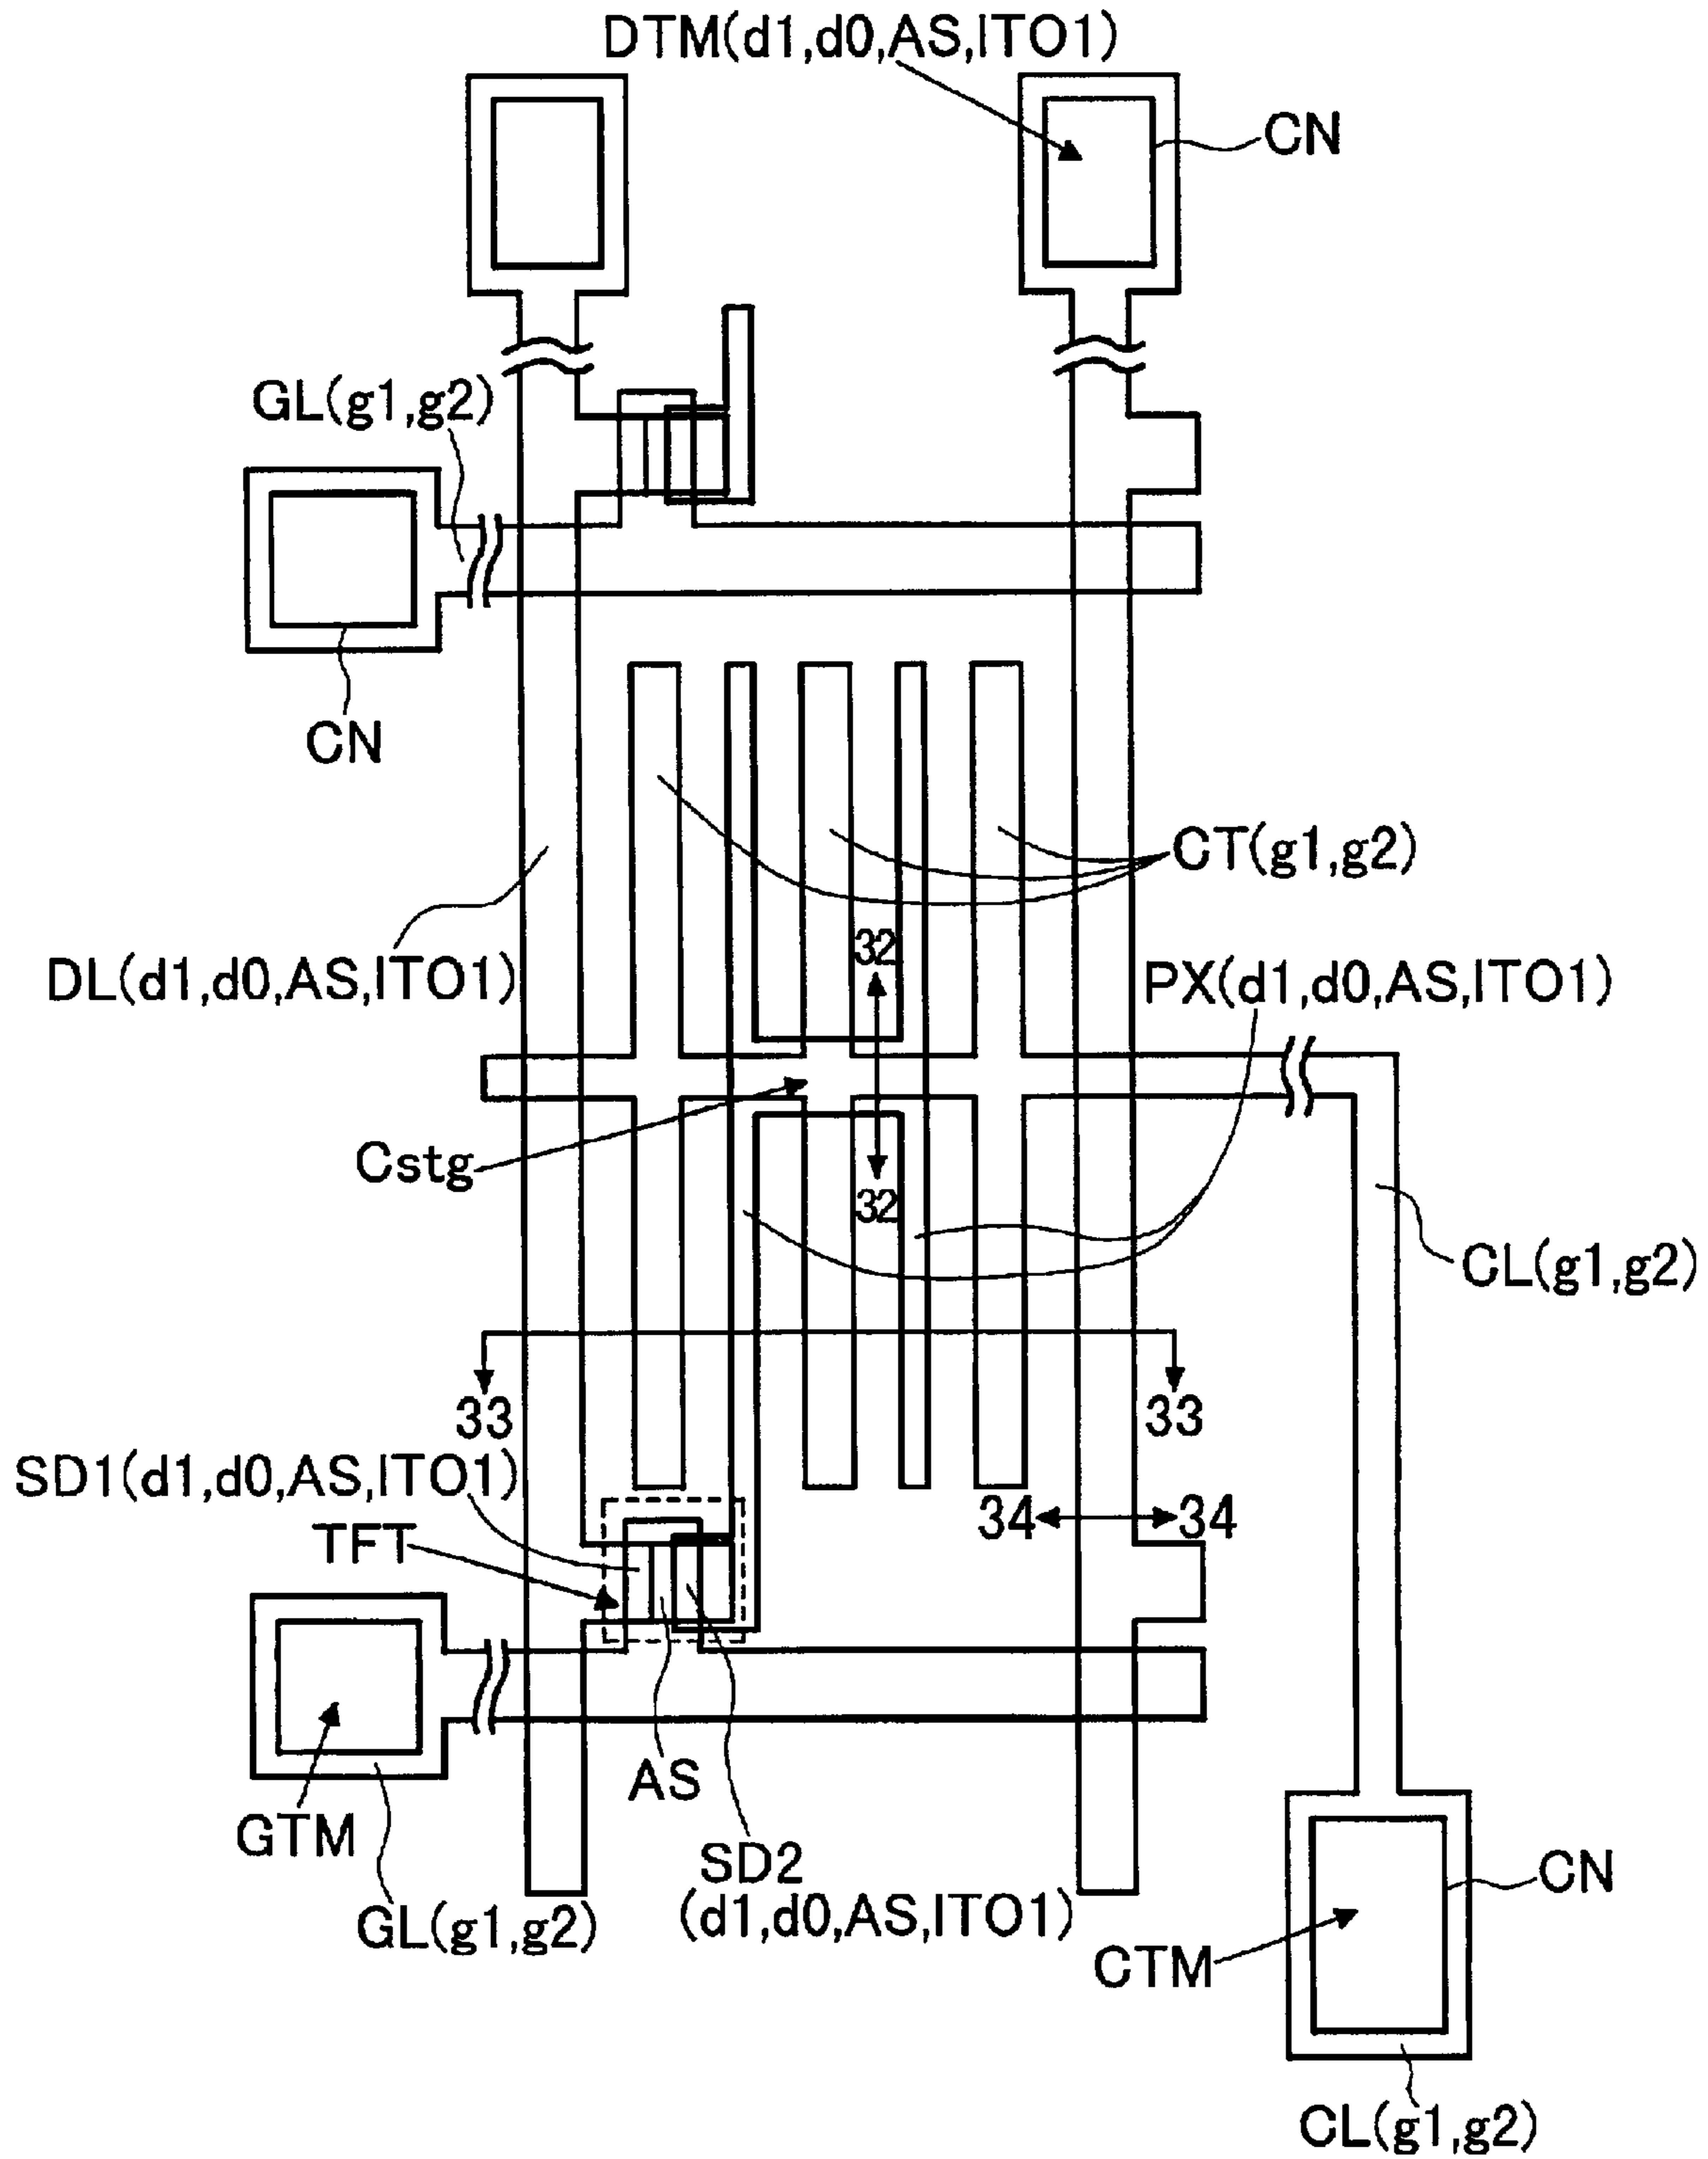 DTM(d1,d0,AS,ITO1)
CN
GL(g1,g2)
CN
CT(g1,g2)
32
DL(d1,d0,AS,ITO1)
PX(d1,d0,AS,ITO1)
Cstg
32
CL(g1,g2)
33
33
SD1(d1,d0,AS,ITO1)
34
34
TFT
AS
GTM
SD2
(d1,d0,AS,ITO1)
CN
GL(g1,g2)
CTM
CL(g1,g2)